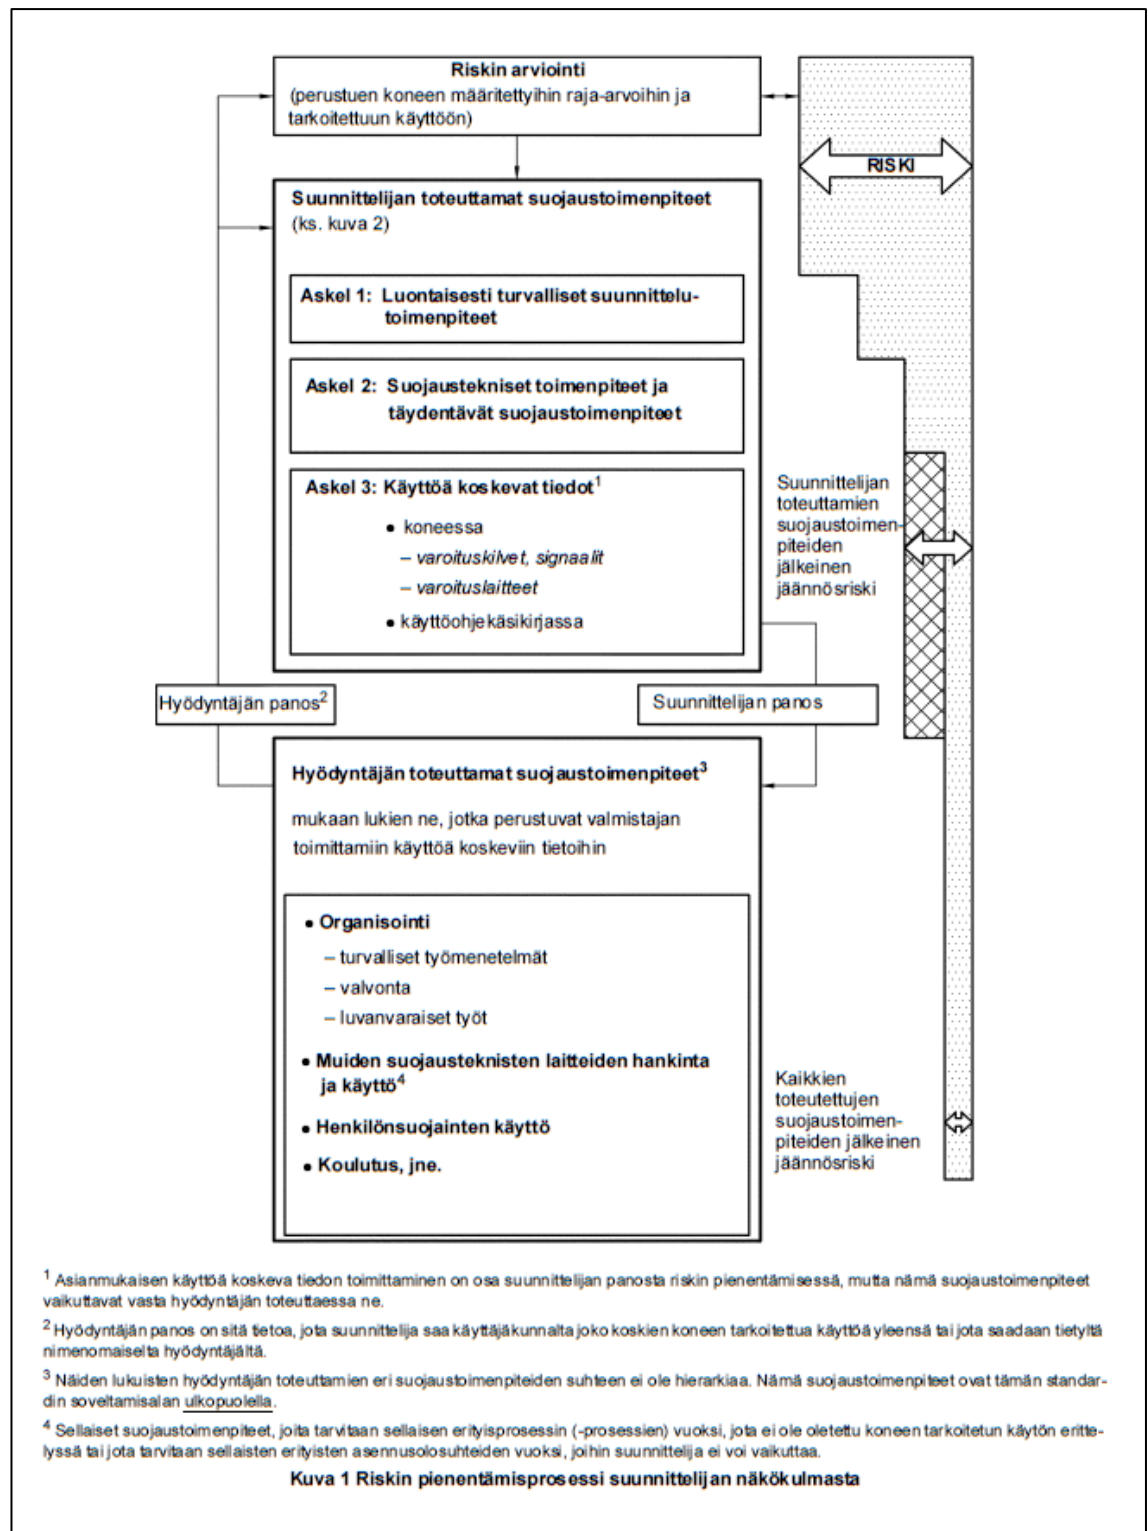 Riskin arviointi
(perustuen koneen määritettyihin raja-arvoihin ja
tarkoitettuun käyttöön)
RISKI
Suunnittelijan toteuttamat suojaustoimenpiteet
(ks. kuva 2)
Askel 1: Luontaisesti turvalliset suunnittelu-
toimenpiteet
Askel 2: Suojaustekniset toimenpiteet ja
täydentävät suojaustoimenpiteet
Askel 3: Käyttöä koskevat tiedot1
• koneessa
– varoituskilvet, signaalit
– varoituslaitteet
• käyttöohjekäsikirjassa
Suunnittelijan
toteuttamien
suojaustoimen-
piteiden
jälkeinen
jäännösriski
Hyödyntäjän panos2
Suunnittelijan panos
Hyödyntäjän toteuttamat suojaustoimenpiteet3
mukaan lukien ne, jotka perustuvat valmistajan
toimittamiin käyttöä koskeviin tietoihin
• Organisointi
– turvalliset työmenetelmät
– valvonta
– luvanvaraiset työt
• Muiden suojausteknisten laitteiden hankinta
ja käyttö4
• Henkilönsuojainten käyttö
• Koulutus, jne.
Kaikkien
toteutettujen
suojaustoimen-
piteiden jälkeinen
jäännösriski
1 Asianmukaisen käyttöä koskeva tiedon toimittaminen on osa suunnittelijan panosta riskin pienentämisessä, mutta nämä suojaustoimenpiteet
vaikuttavat vasta hyödyntäjän toteuttaessa ne.
2 Hyödyntäjän panos on sitä tietoa, jota suunnittelija saa käyttäjäkunnalta joko koskien koneen tarkoitettua käyttöä yleensä tai jota saadaan tietyltä
nimenomaiselta hyödyntäjältä.
3 Näiden lukuisten hyödyntäjän toteuttamien eri suojaustoimenpiteiden suhteen ei ole hierarkiaa. Nämä suojaustoimenpiteet ovat tämän standar-
din soveltamisalan ulkopuolella.
4 Sellaiset suojaustoimenpiteet, joita tarvitaan sellaisen erityisprosessin (-prosessien) vuoksi, jota ei ole oletettu koneen tarkoitetun käytön eritte-
lyssä tai jota tarvitaan sellaisten erityisten asennusolosuhteiden vuoksi, joihin suunnittelija ei voi vaikuttaa.
Kuva 1 Riskin pienentämisprosessi suunnittelijan näkökulmasta